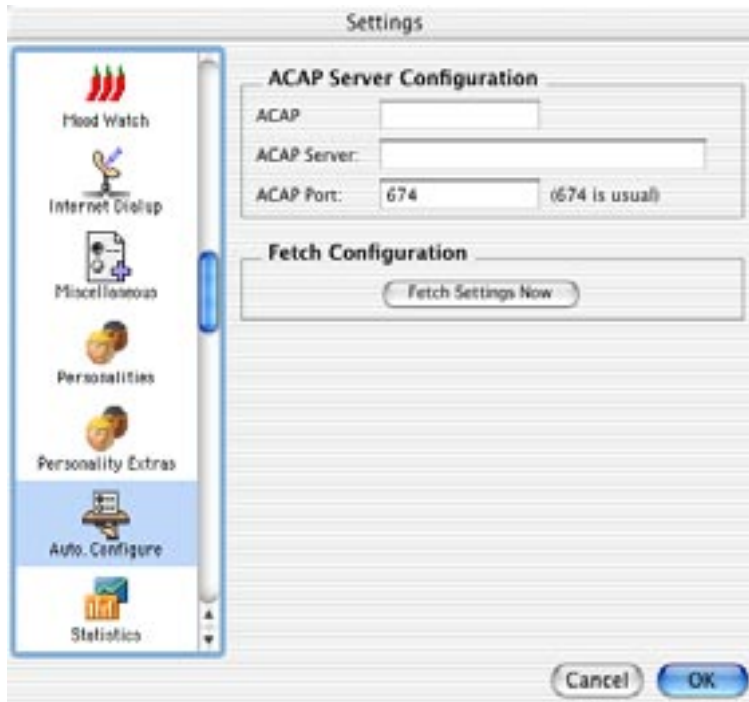 Settings
Mood Watch
Internet Dialup
Miscellaneous
Personalities
Personality Extras
Auto. Configure
Statistics
ACAP Server Configuration
ACAP
ACAP Server:
ACAP Port: 674 (674 is usual)
Fetch Configuration
Fetch Settings Now
Cancel OK